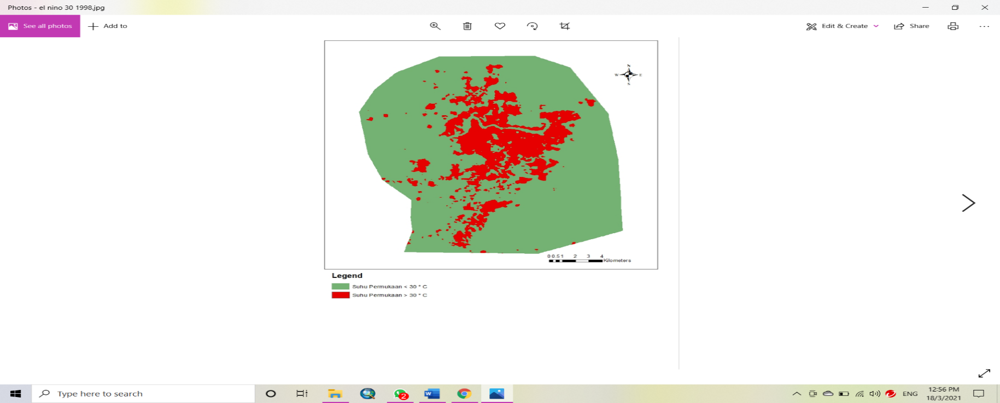 Photos - el nino 30 1998.jpg
See all photos
Add to
Edit & Create
Share
N
W E
S
0 0.5 1 2 3 4
Kilometers
Legend
Suhu Permukaan < 30 ° C
Suhu Permukaan > 30 ° C
Type here to search
2
W
ENG
12:56 PM
18/3/2021